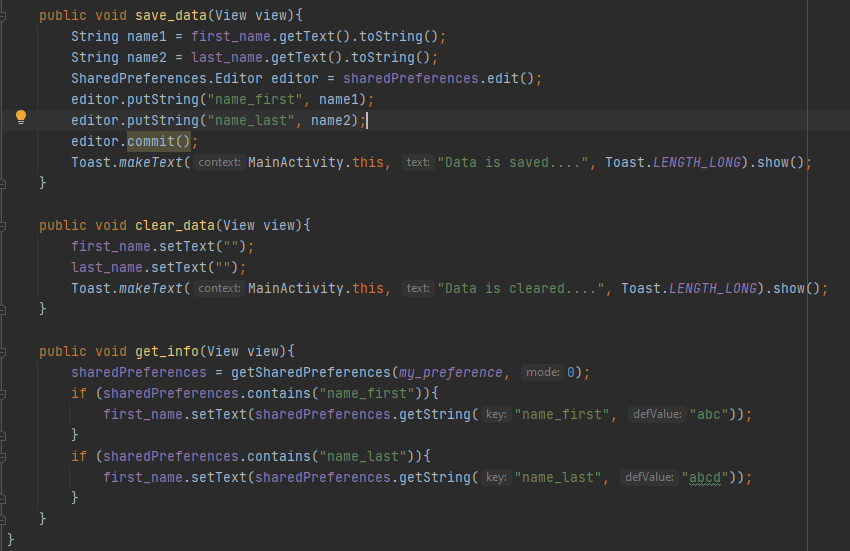 public void save_data(View view){
String name1 = first_name.getText().toString();
String name2 = last_name.getText().toString();
SharedPreferences.Editor editor = sharedPreferences.edit();
editor.putString("name_first", name1);
editor.putString("name_last", name2);
editor.commit();
Toast.makeText( context: MainActivity.this, text: "Data is saved....", Toast.LENGTH_LONG).show();
}
public void clear_data(View view){
first_name.setText("");
last_name.setText("");
Toast.makeText( context: MainActivity.this, text: "Data is cleared....", Toast.LENGTH_LONG).show();
}
public void get_info(View view){
sharedPreferences = getSharedPreferences(my_preference, mode: 0);
if (sharedPreferences.contains("name_first")){
first_name.setText(sharedPreferences.getString( key: "name_first", defValue: "abc"));
}
if (sharedPreferences.contains("name_last")){
first_name.setText(sharedPreferences.getString( key: "name_last", defValue: "abcd"));
}
}
}